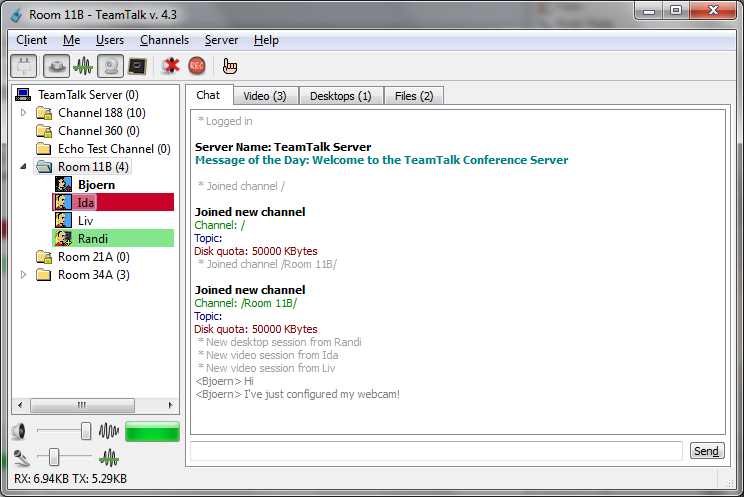 Room 11B - TeamTalk v. 4.3
Client Me Users Channels Server Help
REC
TeamTalk Server (0)
Channel 188 (10)
Channel 360 (0)
Echo Test Channel (0)
Room 11B (4)
Bjoern
Ida
Liv
Randi
Room 21A (0)
Room 34A (3)
Chat Video (3) Desktops (1) Files (2)
* Logged in
Server Name: TeamTalk Server
Message of the Day: Welcome to the TeamTalk Conference Server
* Joined channel /
Joined new channel
Channel: /
Topic:
Disk quota: 50000 KBytes
* Joined channel /Room 11B/
Joined new channel
Channel: /Room 11B/
Topic:
Disk quota: 50000 KBytes
* New desktop session from Randi
* New video session from Ida
* New video session from Liv
<Bjoern> Hi
<Bjoern> I've just configured my webcam!
Send
RX: 6.94KB TX: 5.29KB